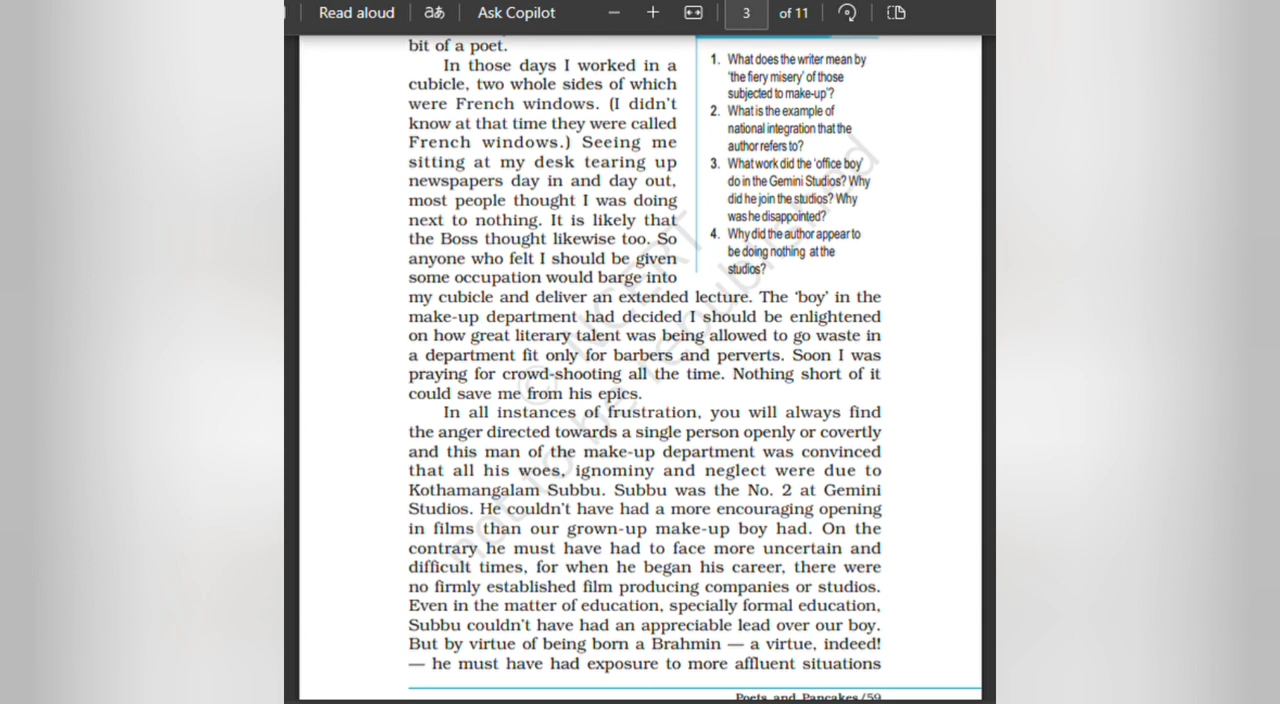 Read aloud
aあ
Ask Copilot
3
of 11
bit of a poet.
In those days I worked in a
cubicle, two whole sides of which
were French windows. (I didn't
know at that time they were called
French windows.) Seeing me
sitting at my desk tearing up
newspapers day in and day out,
most people thought I was doing
next to nothing. It is likely that
the Boss thought likewise too. So
anyone who felt I should be given
some occupation would barge into
my cubicle and deliver an extended lecture. The ‘boy’ in the
make-up department had decided I should be enlightened
on how great literary talent was being allowed to go waste in
a department fit only for barbers and perverts. Soon I was
praying for crowd-shooting all the time. Nothing short of it
could save me from his epics.
In all instances of frustration, you will always find
the anger directed towards a single person openly or covertly
and this man of the make-up department was convinced
that all his woes, ignominy and neglect were due to
Kothamangalam Subbu. Subbu was the No. 2 at Gemini
Studios. He couldn't have had a more encouraging opening
in films than our grown-up make-up boy had. On the
contrary he must have had to face more uncertain and
difficult times, for when he began his career, there were
no firmly established film producing companies or studios.
Even in the matter of education, specially formal education,
Subbu couldn't have had an appreciable lead over our boy.
But by virtue of being born a Brahmin — a virtue, indeed!
— he must have had exposure to more affluent situations
1. What does the writer mean by
‘the fiery misery’ of those
subjected to make-up’?
2. What is the example of
national integration that the
author refers to?
3. What work did the ‘office boy’
do in the Gemini Studios? Why
did he join the studios? Why
was he disappointed?
4. Why did the author appear to
be doing nothing at the
studios?
© NCERT
not to be republished
Poets and Pancakes/59